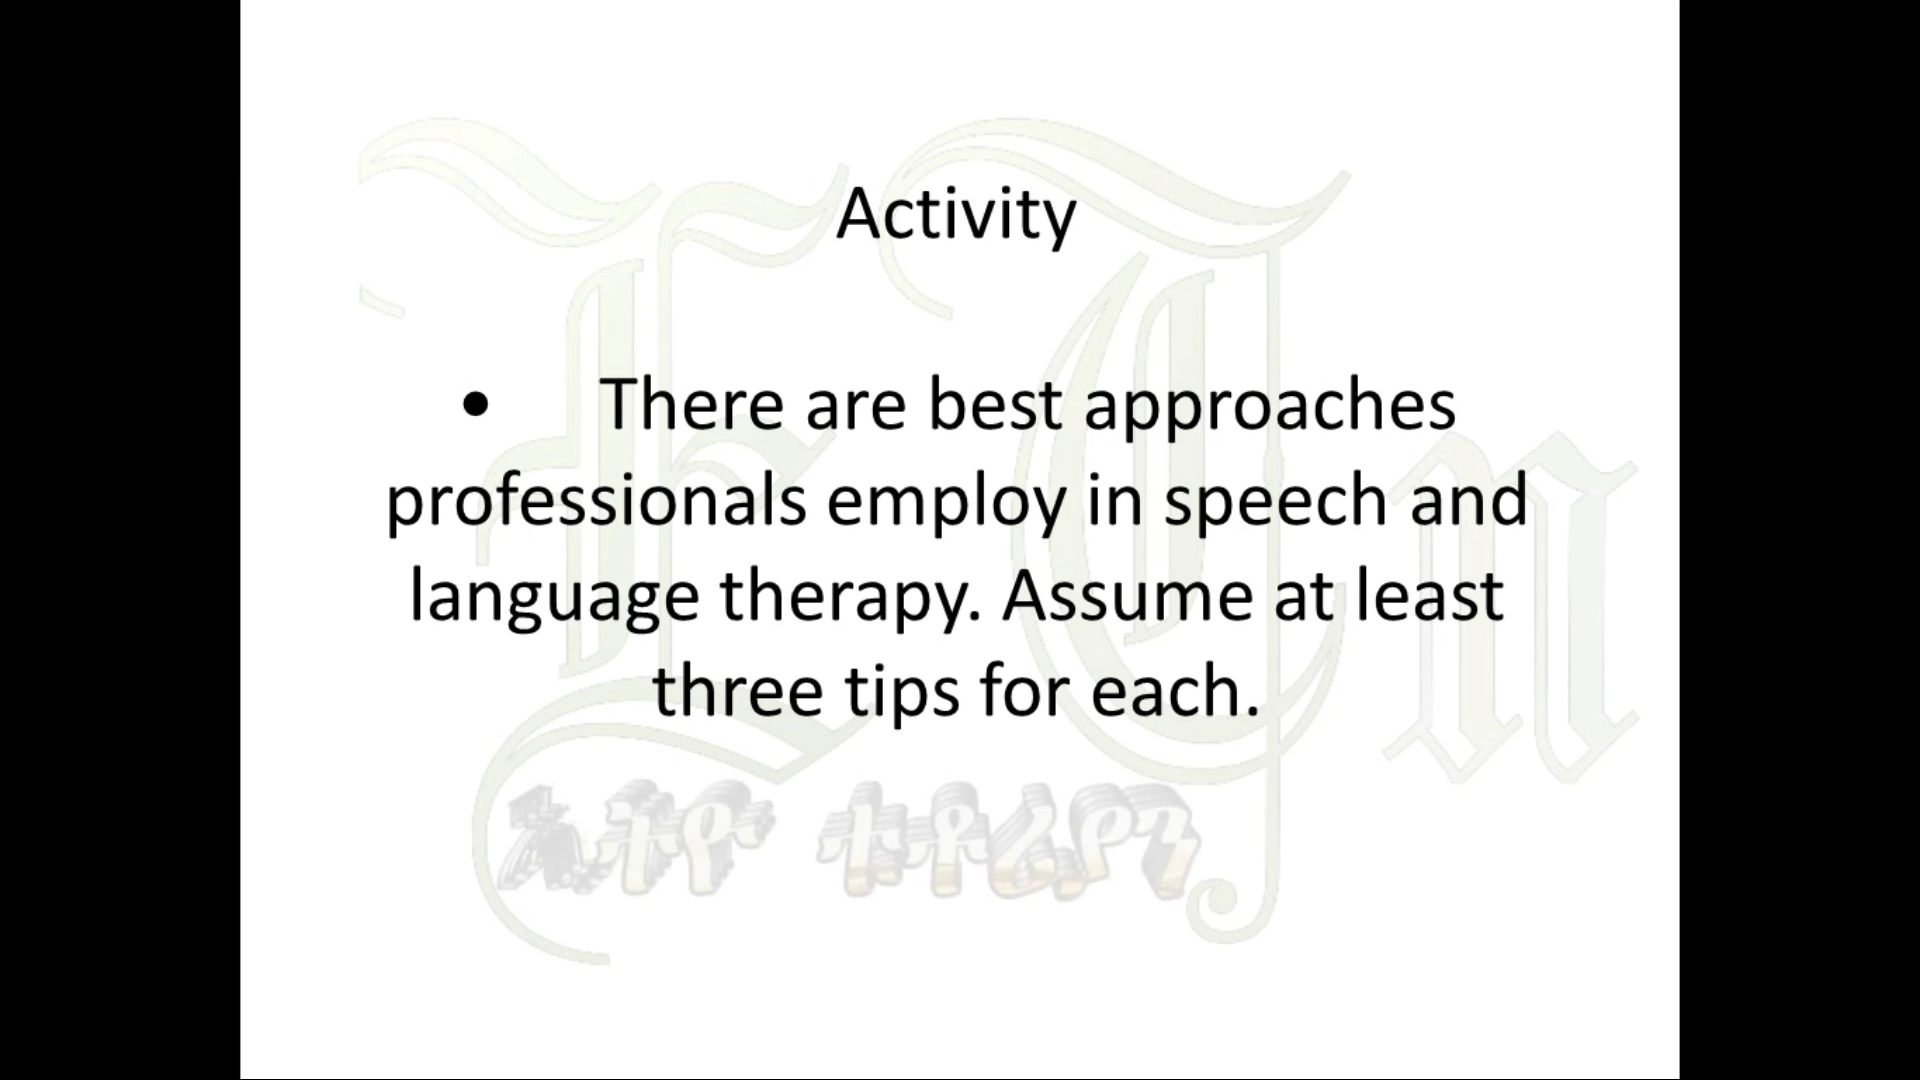 Activity
• There are best approaches
professionals employ in speech and
language therapy. Assume at least
three tips for each.